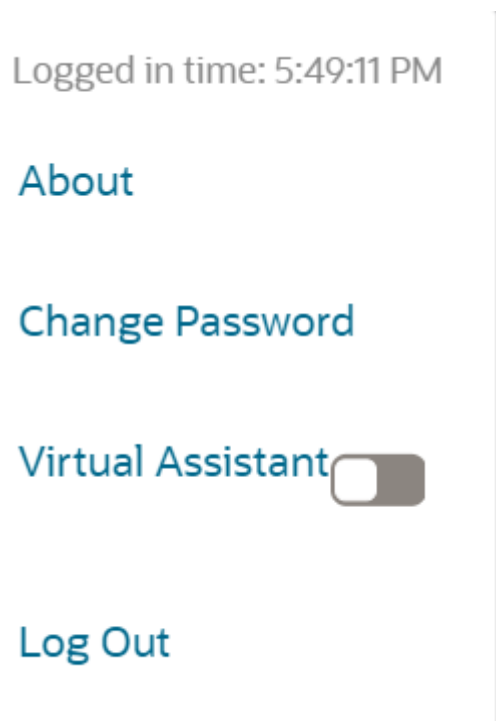 Logged in time: 5:49:11 PM
About
Change Password
Virtual Assistant
Log Out